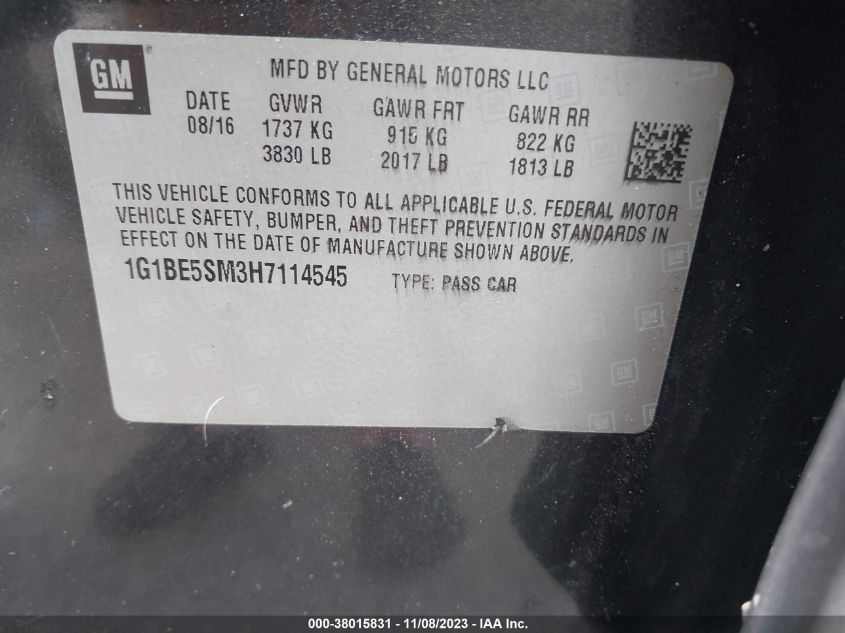 GM
MFD BY GENERAL MOTORS LLC
DATE GVWR GAWR FRT GAWR RR
08/16 1737 KG 915 KG 822 KG
3830 LB 2017 LB 1813 LB
THIS VEHICLE CONFORMS TO ALL APPLICABLE U.S. FEDERAL MOTOR
VEHICLE SAFETY, BUMPER, AND THEFT PREVENTION STANDARDS IN
EFFECT ON THE DATE OF MANUFACTURE SHOWN ABOVE.
1G1BE5SM3H7114545 TYPE: PASS CAR
000-38015831 - 11/08/2023 - IAA Inc.